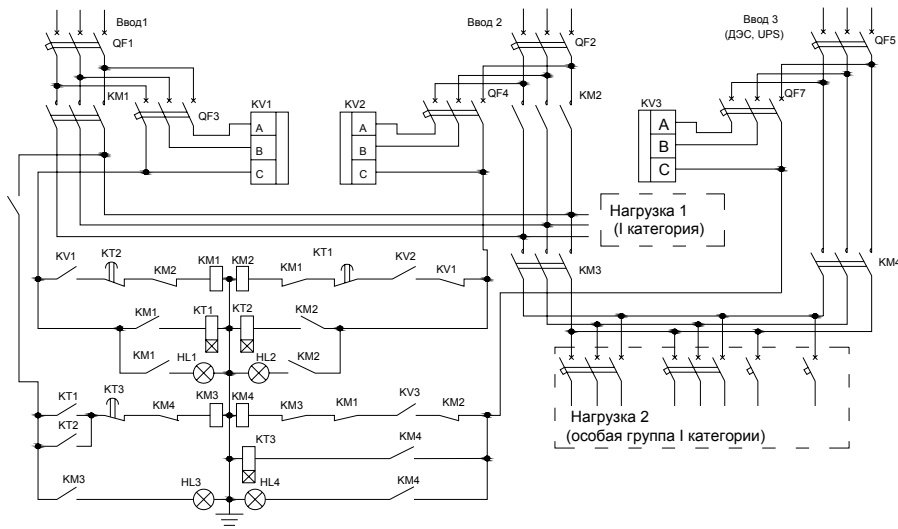 Ввод1
Ввод 2
Ввод 3
(ДЭС, UPS)
QF1
QF2
QF5
KM1
QF3
KV1
KV2
QF4
KM2
KV3
QF7
A
B
C
A
B
C
A
B
C
Нагрузка 1
(I категория)
KV1
KT2
KM2
KM1
KM2
KM1
KT1
KV2
KV1
KM3
KM4
KM1
KT1
KT2
KM2
KM1
HL1
HL2
KM2
KT1
KT3
KM4
KM3
KM4
KM3
KM1
KV3
KM2
KT2
Нагрузка 2
(особая группа I категории)
KT3
KM4
KM3
HL3
HL4
KM4